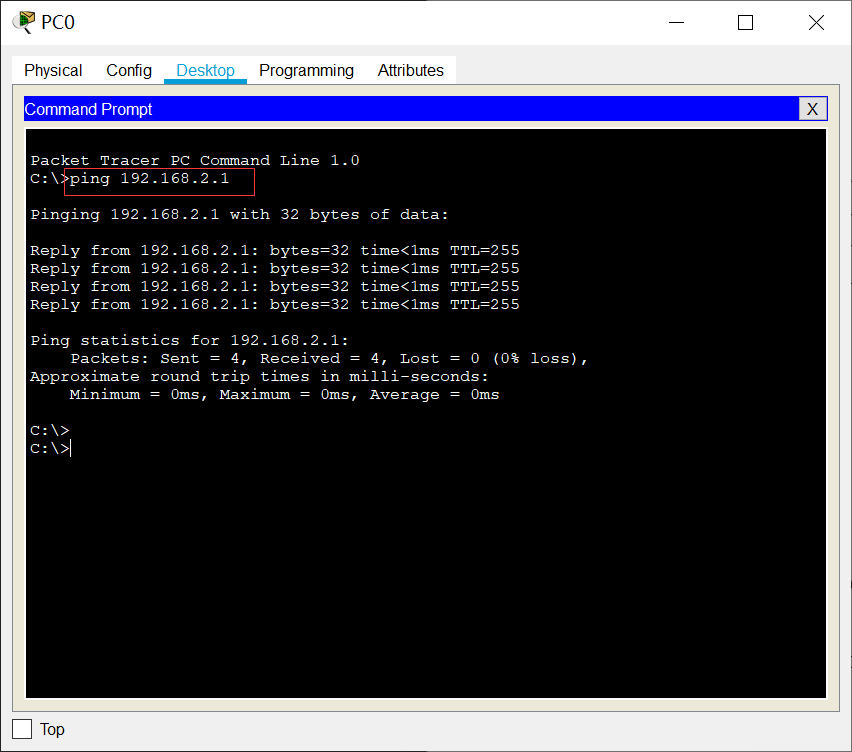 PC0
Physical Config Desktop Programming Attributes
Command Prompt X
Packet Tracer PC Command Line 1.0
C:\>ping 192.168.2.1
Pinging 192.168.2.1 with 32 bytes of data:
Reply from 192.168.2.1: bytes=32 time<1ms TTL=255
Reply from 192.168.2.1: bytes=32 time<1ms TTL=255
Reply from 192.168.2.1: bytes=32 time<1ms TTL=255
Reply from 192.168.2.1: bytes=32 time<1ms TTL=255
Ping statistics for 192.168.2.1:
Packets: Sent = 4, Received = 4, Lost = 0 (0% loss),
Approximate round trip times in milli-seconds:
Minimum = 0ms, Maximum = 0ms, Average = 0ms
C:\>
C:\>
Top